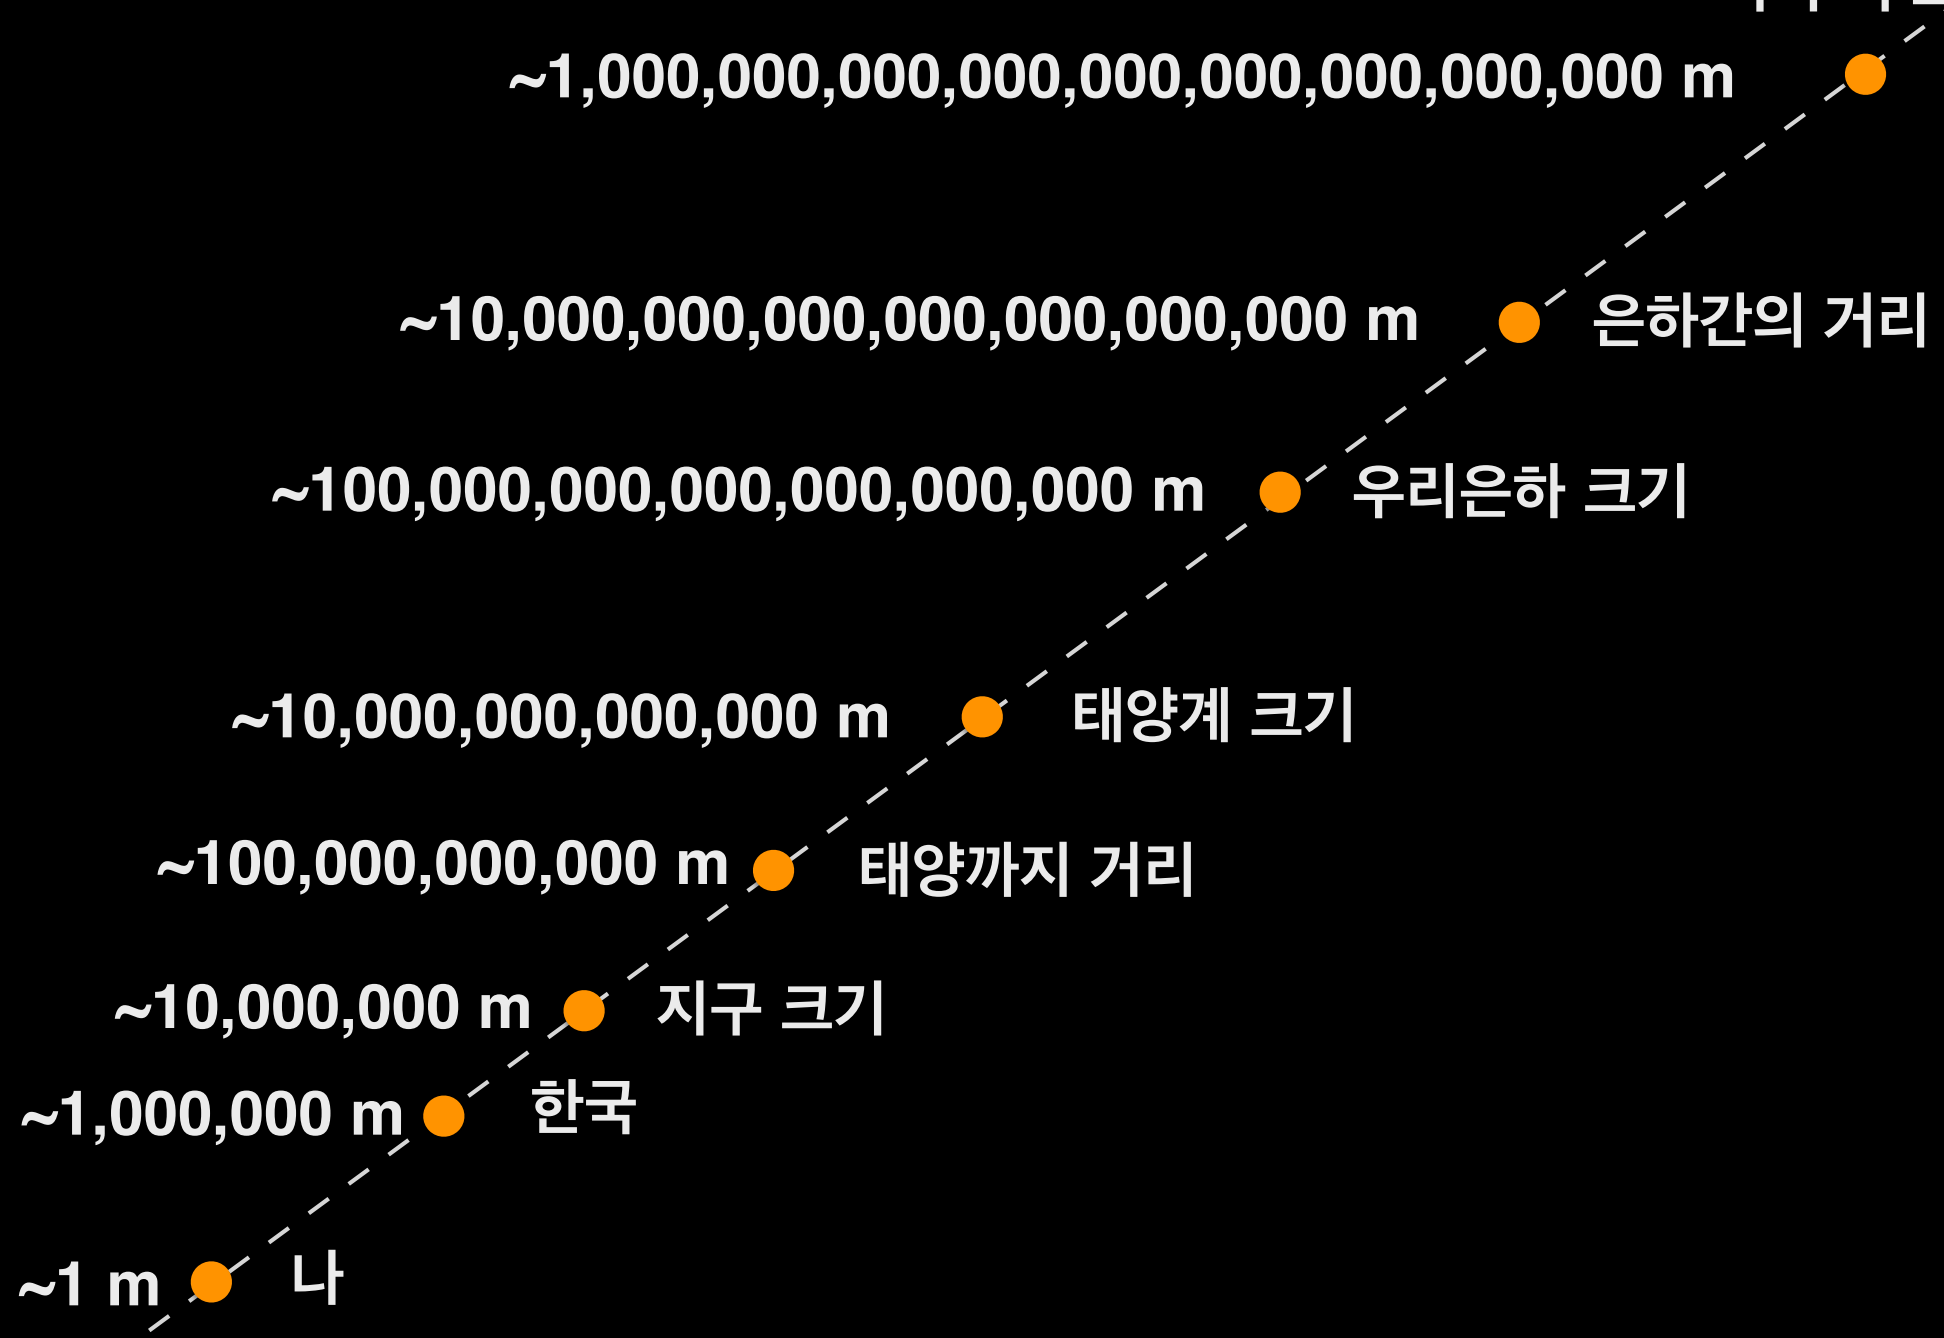 ~1,000,000,000,000,000,000,000,000,000 m
~10,000,000,000,000,000,000,000 m 은하간의 거리
~100,000,000,000,000,000,000 m 우리은하 크기
~10,000,000,000,000 m 태양계 크기
~100,000,000,000 m 태양까지 거리
~10,000,000 m 지구 크기
~1,000,000 m 한국
~1 m 나